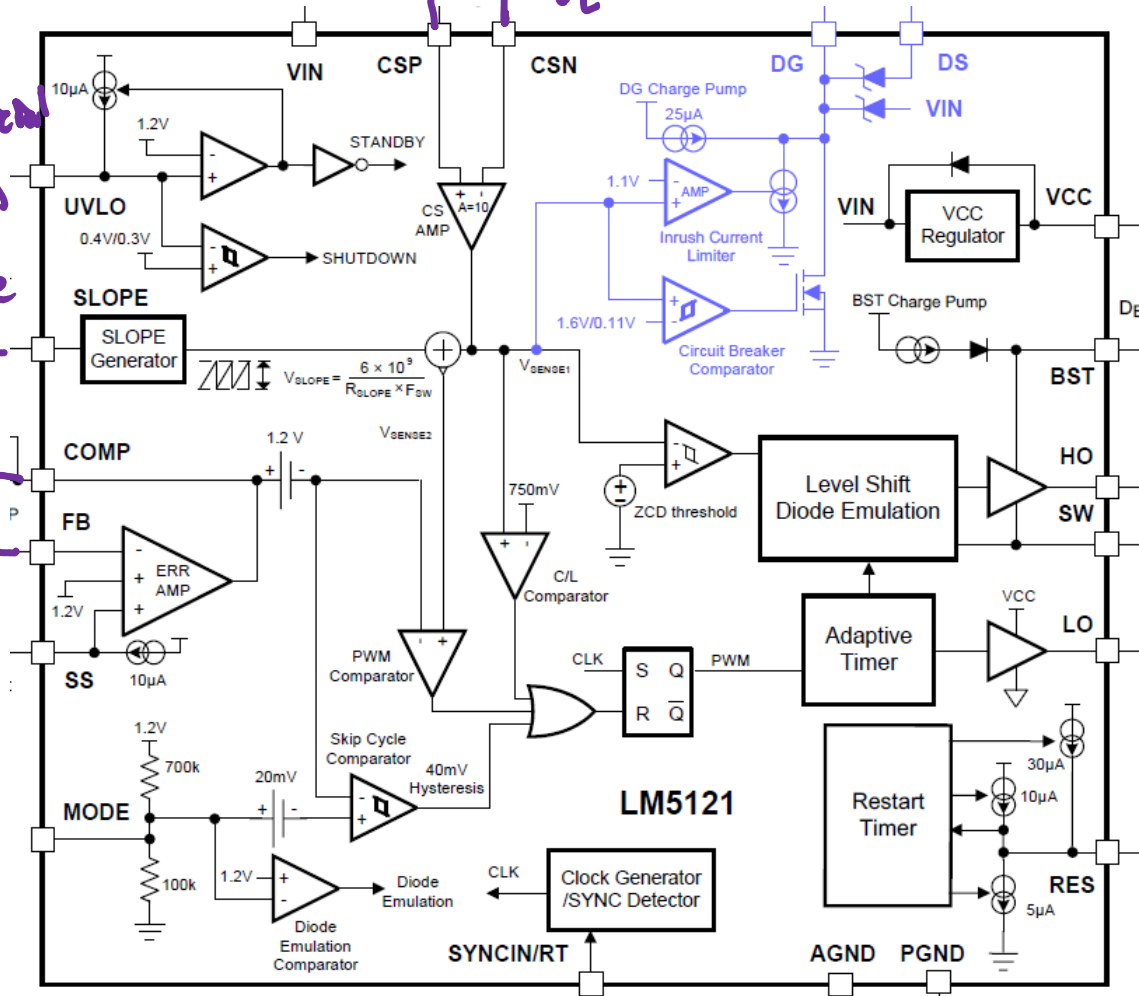 VIN
CSP
CSN
DG
DS
10µA
DG Charge Pump
25µA
VIN
1.2V
STANDBY
1.1V
AMP
CS
AMP
A=10
UVLO
VIN
VCC
Regulator
VCC
0.4V/0.3V
SHUTDOWN
Inrush Current
Limiter
SLOPE
SLOPE
Generator
1.6V/0.11V
Circuit Breaker
Comparator
BST Charge Pump
D
BST
VSLOPE = 6 × 10⁹ / RSLOPE × FSW
VSENSE1
VSENSE2
COMP
1.2 V
+ -
750mV
ZCD threshold
Level Shift
Diode Emulation
HO
SW
P
FB
ERR
AMP
1.2V
C/L
Comparator
SS
10µA
PWM
Comparator
CLK
S Q
R Q̅
PWM
Adaptive
Timer
VCC
LO
1.2V
700k
Skip Cycle
Comparator
20mV
40mV
Hysteresis
MODE
100k
1.2V
Diode
Emulation
Diode
Emulation
Comparator
LM5121
Restart
Timer
30µA
10µA
5µA
RES
CLK
Clock Generator
/SYNC Detector
SYNCIN/RT
AGND
PGND